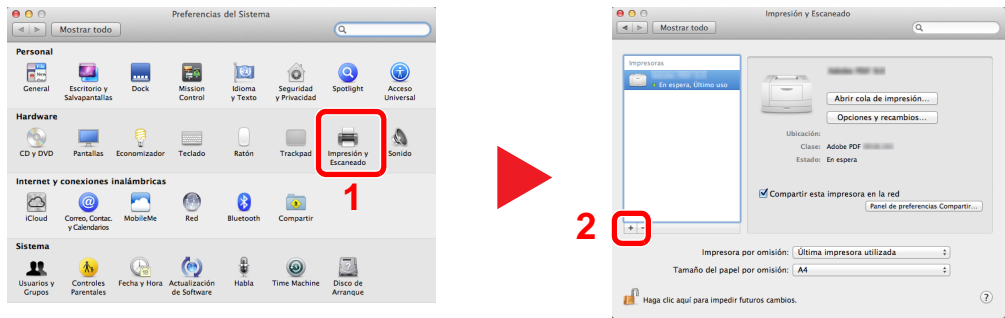 Preferencias del Sistema
Mostrar todo
Personal
General
Escritorio y
Salvapantallas
Dock
Mission
Control
Idioma
y Texto
Seguridad
y Privacidad
Spotlight
Acceso
Universal
Hardware
CD y DVD
Pantallas
Economizador
Teclado
Ratón
Trackpad
Impresión y
Escaneado
Sonido
1
Internet y conexiones inalámbricas
iCloud
Correo, Contac.
y Calendarios
MobileMe
Red
Bluetooth
Compartir
Sistema
Usuarios y
Grupos
Controles
Parentales
Fecha y Hora
Actualización
de Software
Habla
Time Machine
Disco de
Arranque
Impresión y Escaneado
Mostrar todo
Impresoras
En espera, Último uso
Abrir cola de impresión...
Opciones y recambios...
Ubicación:
Clase: Adobe PDF
Estado: En espera
Compartir esta impresora en la red
Panel de preferencias Compartir...
2
+ -
Impresora por omisión: Última impresora utilizada
Tamaño del papel por omisión: A4
Haga clic aquí para impedir futuros cambios.
?